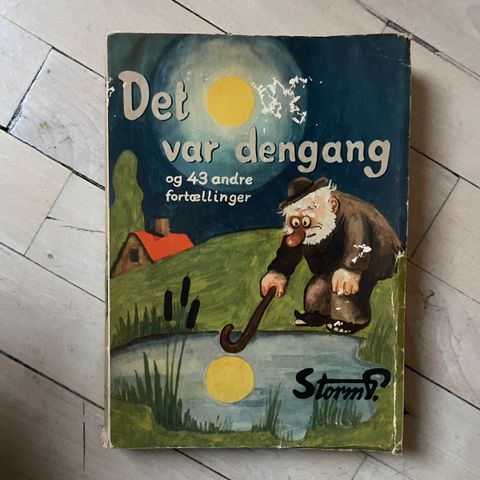 Det
var dengang
og 43 andre
fortællinger
Storm P.